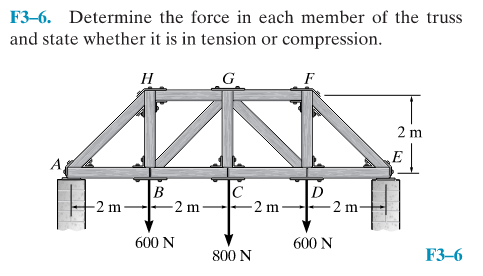 F3–6. Determine the force in each member of the truss
and state whether it is in tension or compression.
H G F
2 m
A E
B C D
2 m 2 m 2 m 2 m
600 N 600 N
800 N
F3–6